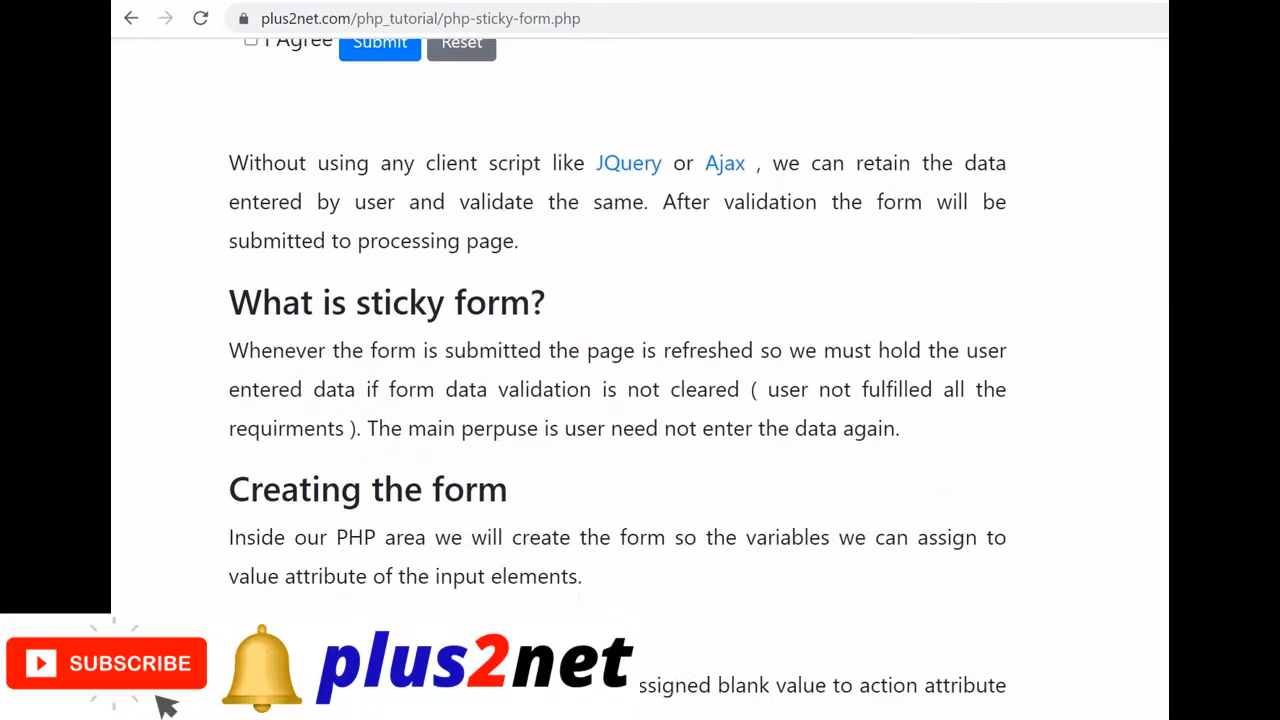 plus2net.com/php_tutorial/php-sticky-form.php
I Agree Submit Reset
Without using any client script like JQuery or Ajax , we can retain the data
entered by user and validate the same. After validation the form will be
submitted to processing page.
What is sticky form?
Whenever the form is submitted the page is refreshed so we must hold the user
entered data if form data validation is not cleared ( user not fulfilled all the
requirments ). The main perpuse is user need not enter the data again.
Creating the form
Inside our PHP area we will create the form so the variables we can assign to
value attribute of the input elements.
SUBSCRIBE
plus2net
ssigned blank value to action attribute